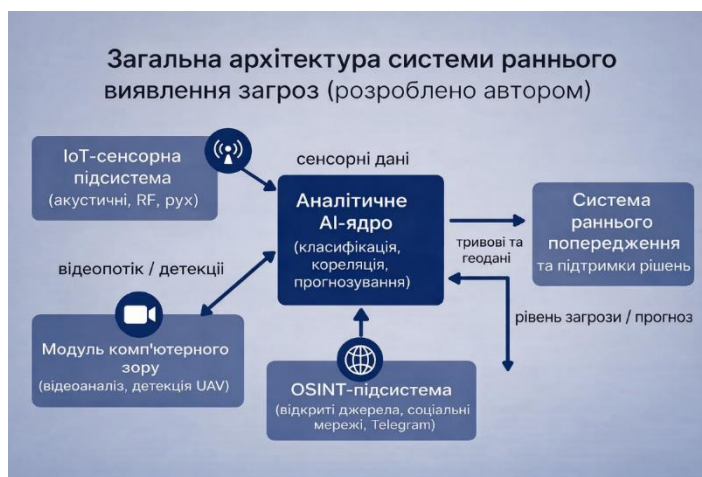 Загальна архітектура системи раннього
виявлення загроз (розроблено автором)
ІоТ-сенсорна
підсистема
(акустичні, RF, рух)
сенсорні дані
Аналітичне
AI-ядро
(класифікація,
кореляція,
прогнозування)
Система
раннього
попередження
та підтримки рішень
тривові та
геодані
відеопотік / детекції
рівень загрози / прогноз
Модуль комп'ютерного
зору
(відеоаналіз, детекція UAV)
OSINT-підсистема
(відкриті джерела, соціальні
мережі, Telegram)